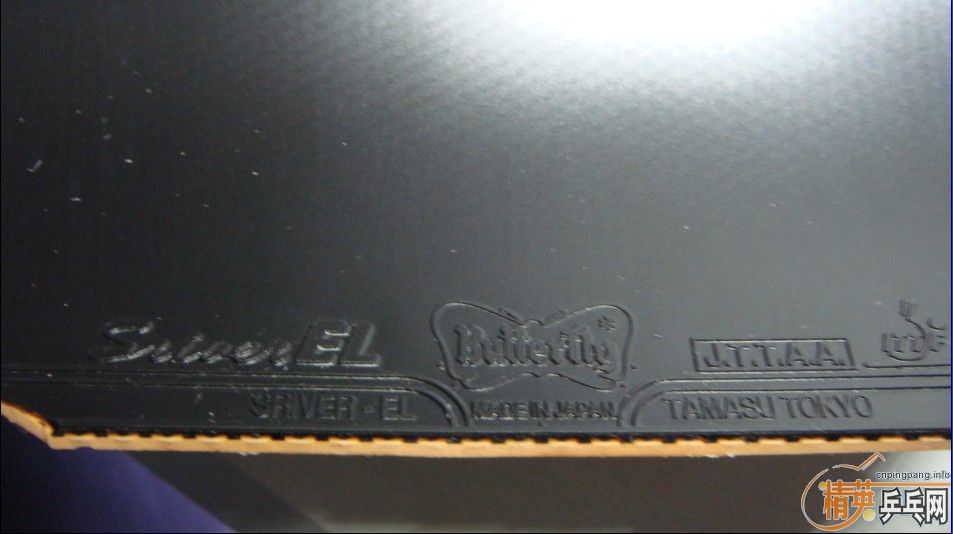 Sriver EL
Butterfly
J.T.T.A.A.
SRIVER-EL
MADE IN JAPAN
TAMASU TOKYO
cnpingpang.info
精英乒乓网